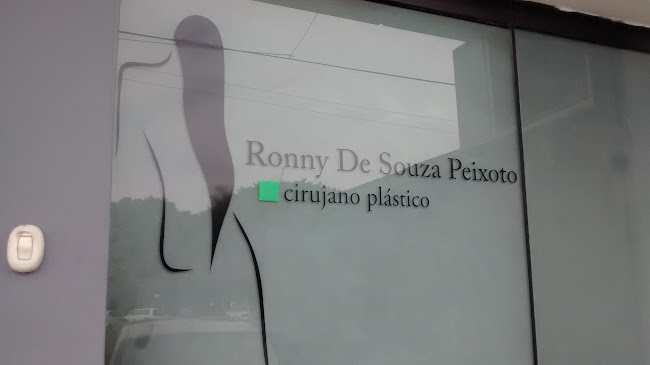 Ronny De Souza Peixoto
cirujano plástico